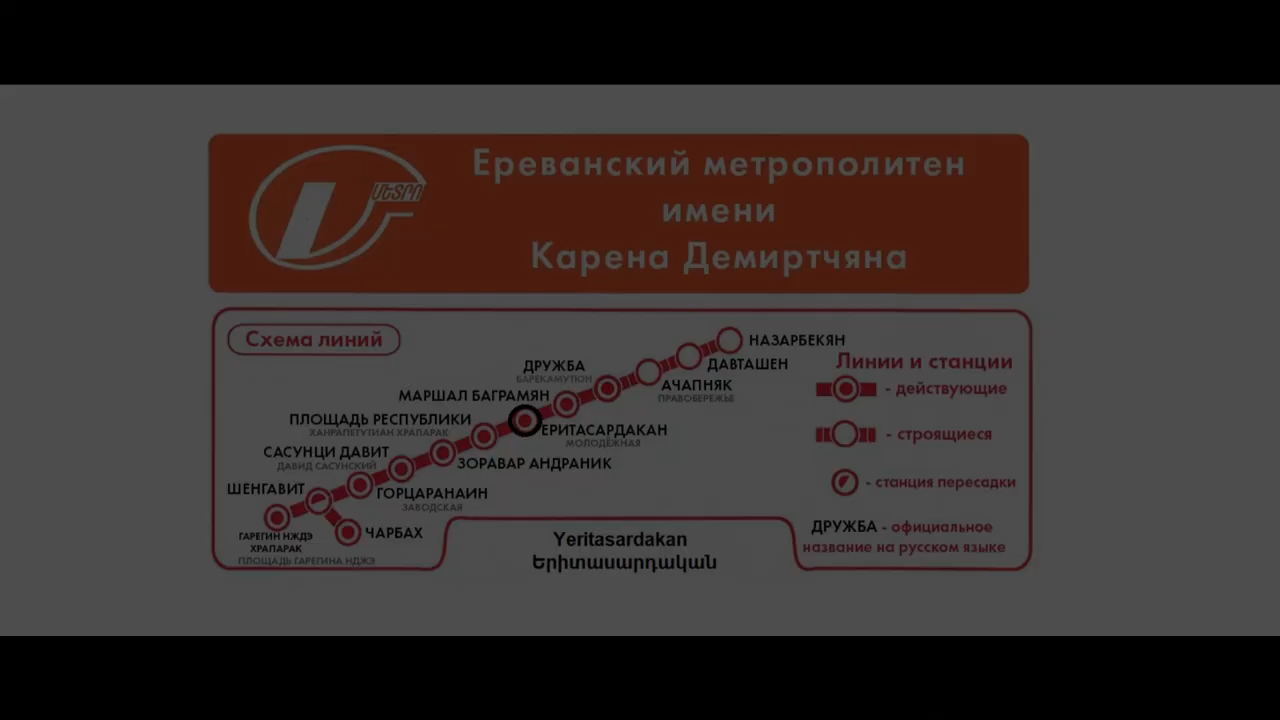 ՄԵՏՐՈ
Ереванский метрополитен
имени
Карена Демиртчяна
Схема линий
НАЗАРБЕКЯН
ДАВТАШЕН
АЧАПНЯК
ПРАВОБЕРЕЖЬЕ
ДРУЖБА
БАРЕКАМУТЮН
МАРШАЛ БАГРАМЯН
ЕРИТАСАРДАКАН
МОЛОДЁЖНАЯ
ПЛОЩАДЬ РЕСПУБЛИКИ
ХАНРАПЕТУТИАН ХРАПАРАК
ЗОРАВАР АНДРАНИК
САСУНЦИ ДАВИТ
ДАВИД САСУНСКИЙ
ГОРЦАРАНАИН
ЗАВОДСКАЯ
ШЕНГАВИТ
ЧАРБАХ
ГАРЕГИН НЖДЭ
ХРАПАРАК
ПЛОЩАДЬ ГАРЕГИНА НДЖЭ
Линии и станции
- действующие
- строящиеся
- станция пересадки
ДРУЖБА - официальное
название на русском языке
Yeritasardakan
Երիտասարդական